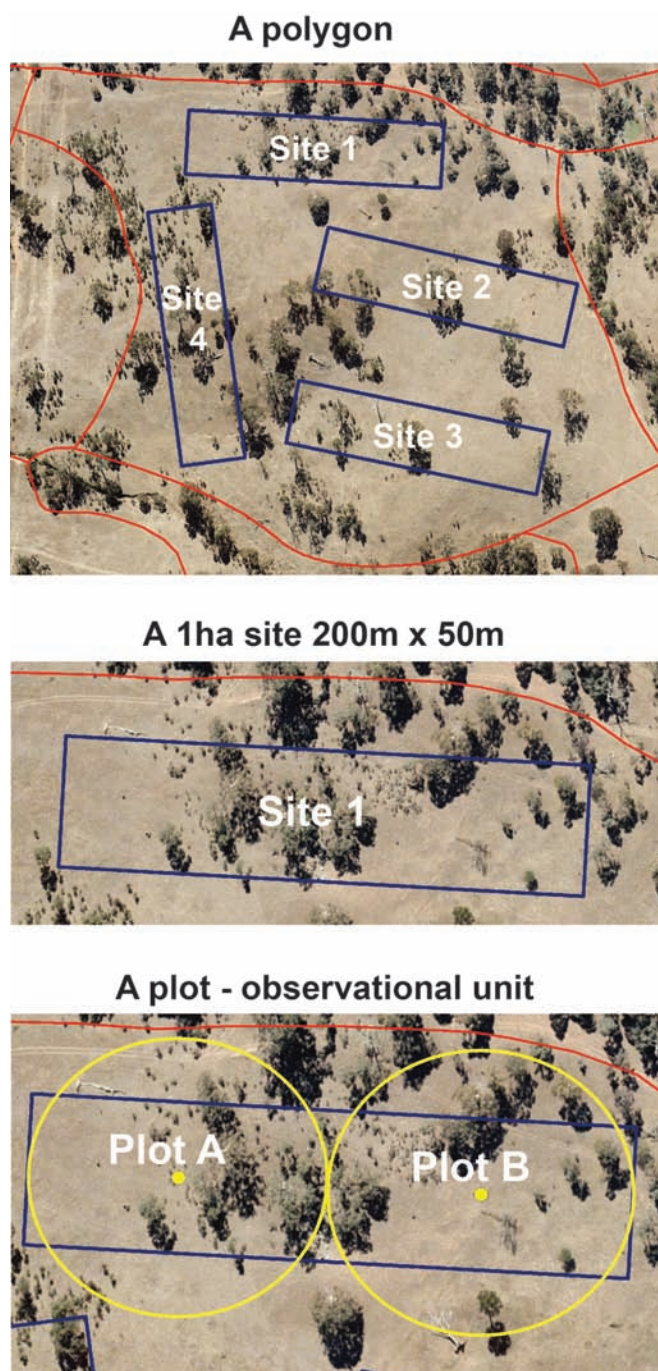 A polygon
Site 1
Site 2
Site
4
Site 3
A 1ha site 200m x 50m
Site 1
A plot - observational unit
Plot A
Plot B